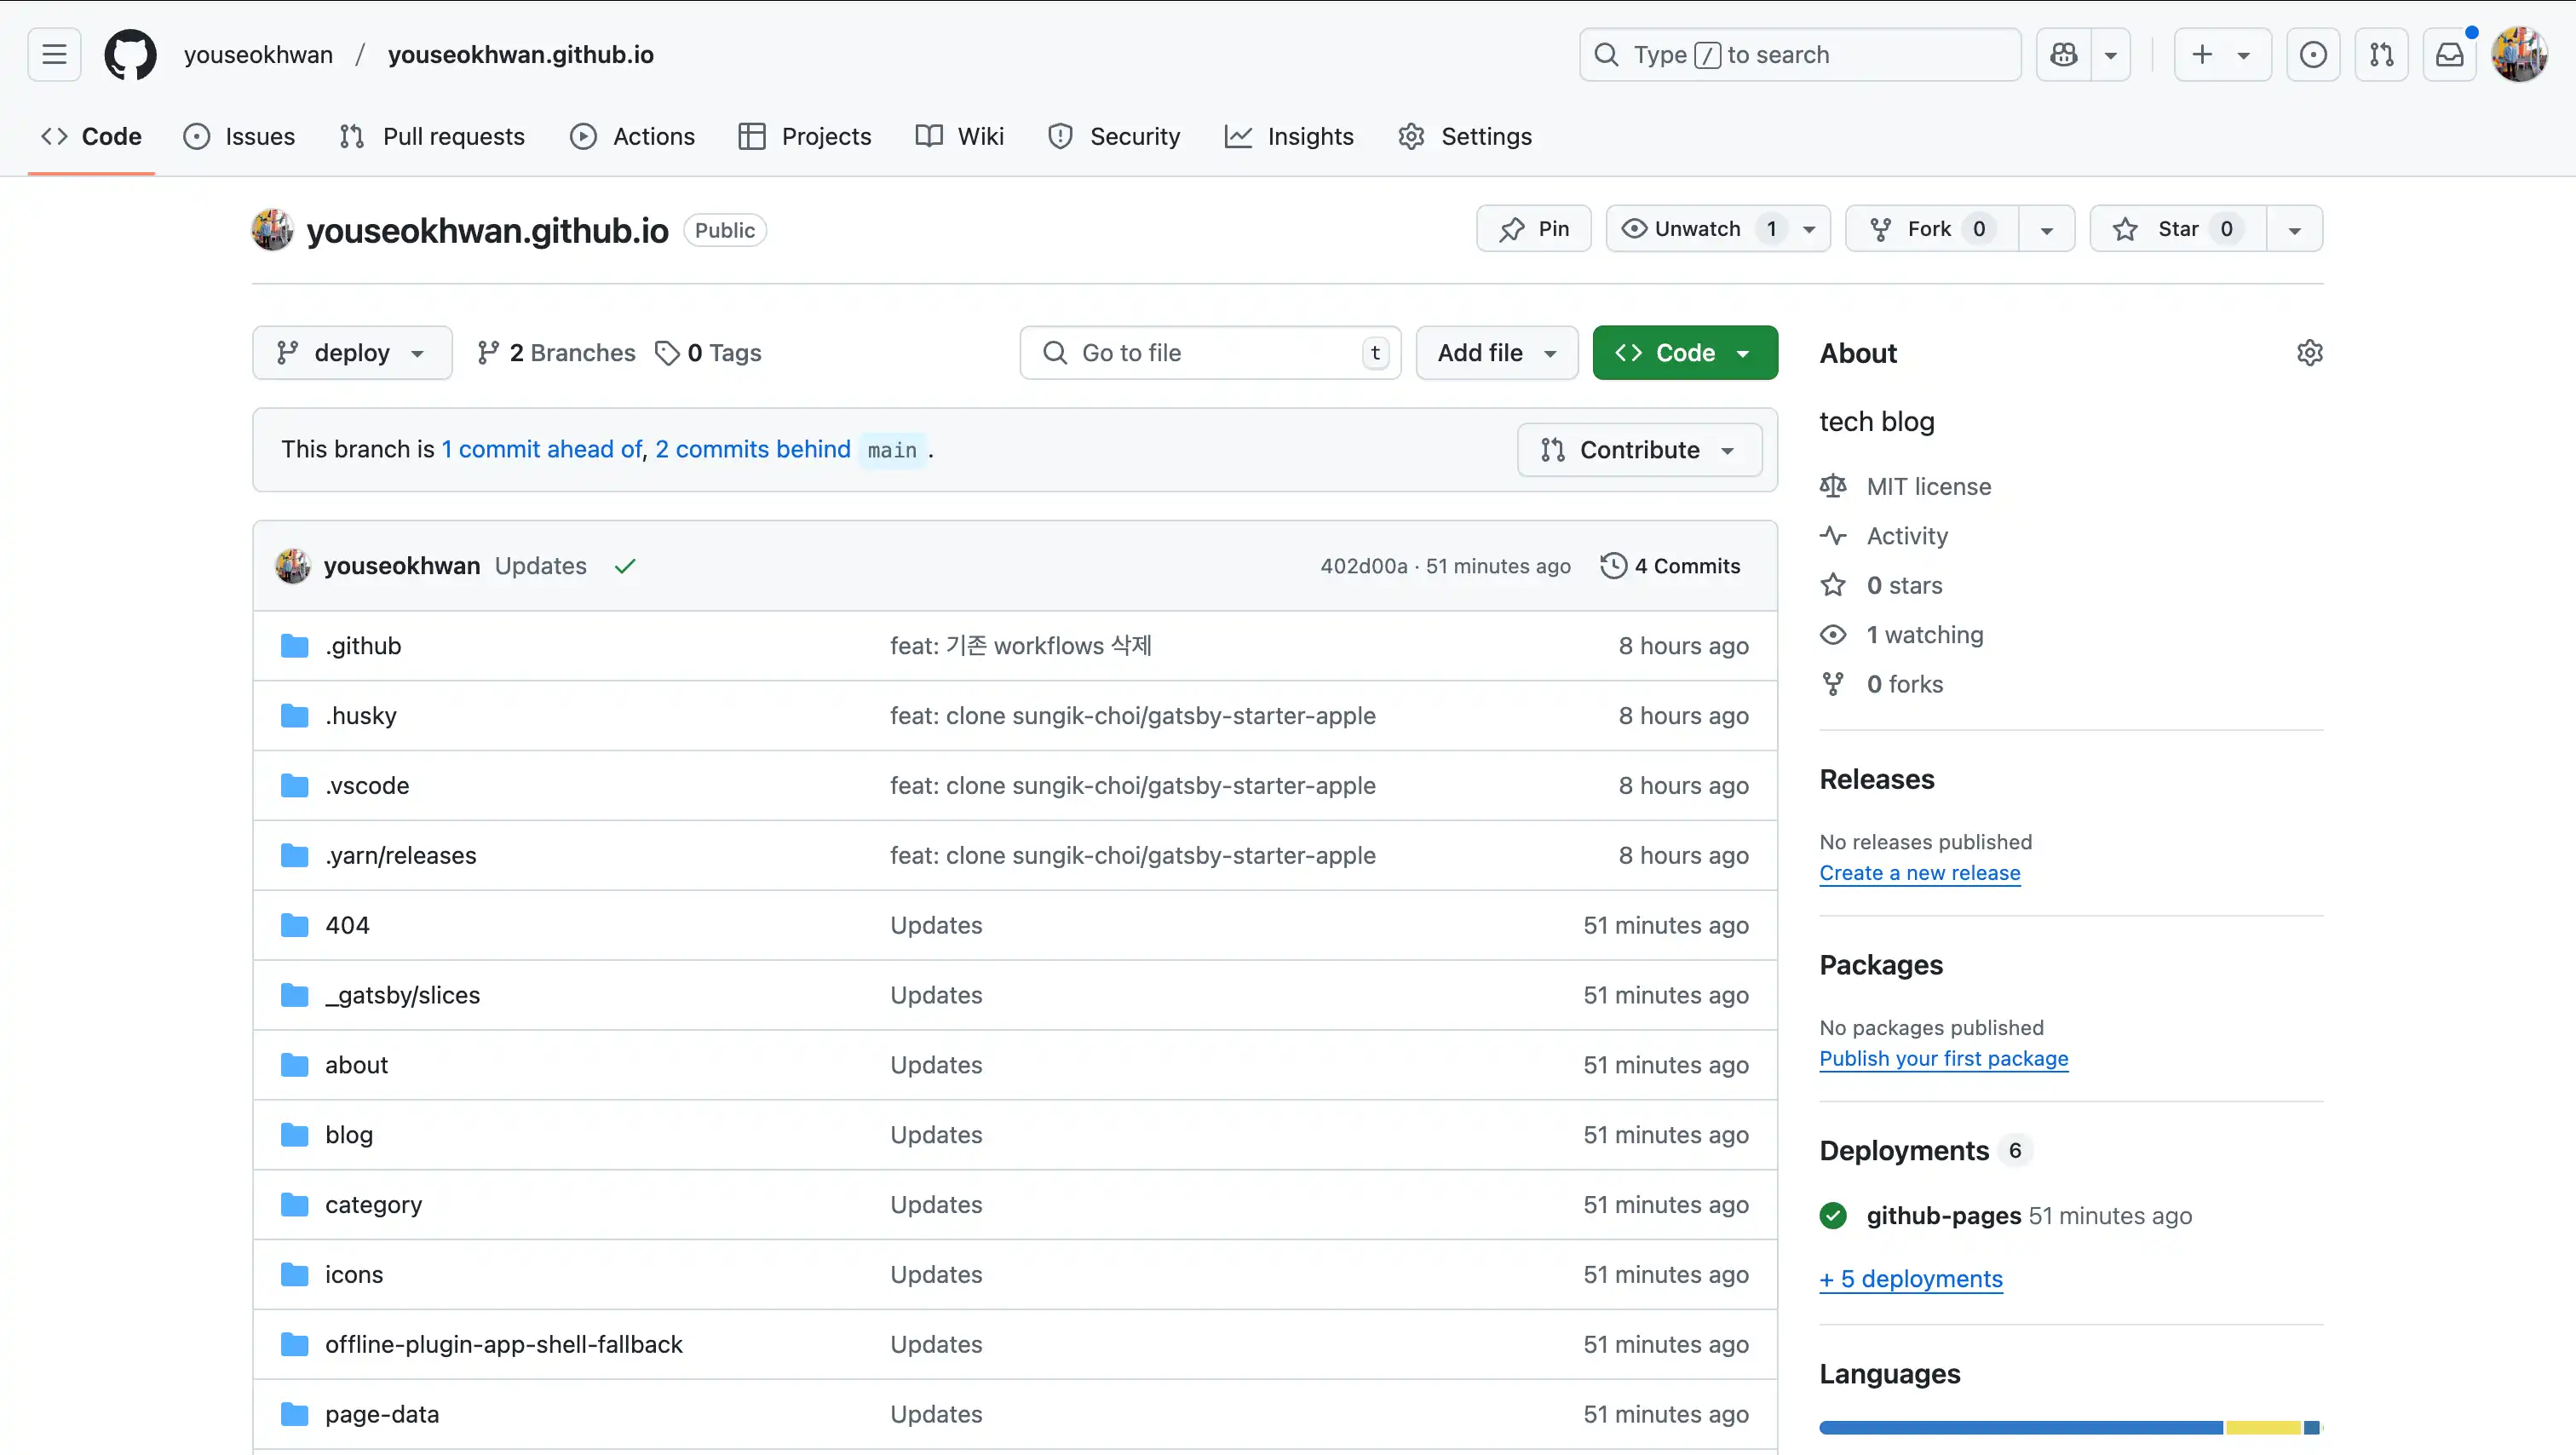 youseokhwan / youseokhwan.github.io
Type / to search
Code
Issues
Pull requests
Actions
Projects
Wiki
Security
Insights
Settings
youseokhwan.github.io Public
Pin
Unwatch 1
Fork 0
Star 0
deploy
2 Branches
0 Tags
Go to file t
Add file
Code
This branch is 1 commit ahead of, 2 commits behind main .
Contribute
youseokhwan Updates 402d00a · 51 minutes ago 4 Commits
.github feat: 기존 workflows 삭제 8 hours ago
.husky feat: clone sungik-choi/gatsby-starter-apple 8 hours ago
.vscode feat: clone sungik-choi/gatsby-starter-apple 8 hours ago
.yarn/releases feat: clone sungik-choi/gatsby-starter-apple 8 hours ago
404 Updates 51 minutes ago
_gatsby/slices Updates 51 minutes ago
about Updates 51 minutes ago
blog Updates 51 minutes ago
category Updates 51 minutes ago
icons Updates 51 minutes ago
offline-plugin-app-shell-fallback Updates 51 minutes ago
page-data Updates 51 minutes ago
About
tech blog
MIT license
Activity
0 stars
1 watching
0 forks
Releases
No releases published
Create a new release
Packages
No packages published
Publish your first package
Deployments 6
github-pages 51 minutes ago
+ 5 deployments
Languages